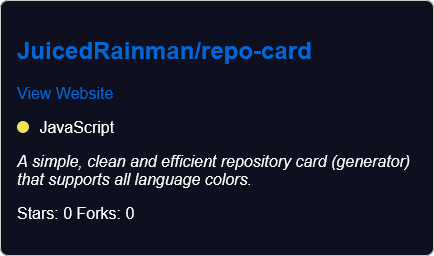 JuicedRainman/repo-card
View Website
JavaScript
A simple, clean and efficient repository card (generator)
that supports all language colors.
Stars: 0 Forks: 0